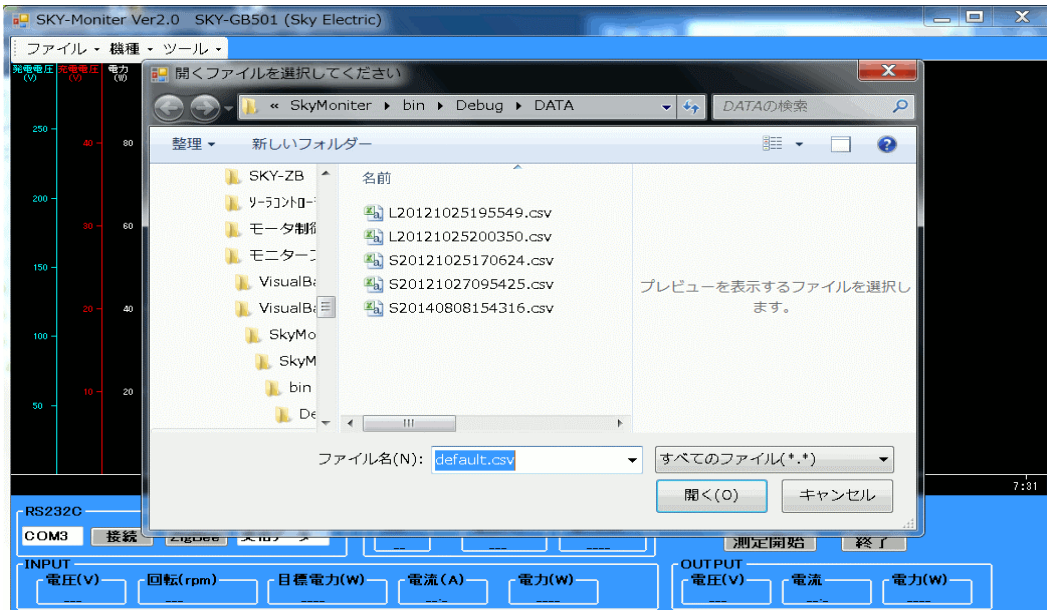 SKY-Moniter Ver2.0 SKY-GB501 (Sky Electric)
ファイル 機種 ツール
発電電圧(V) 充電電圧(V) 電力(W)
開くファイルを選択してください
« SkyMoniter bin Debug DATA
DATAの検索
整理 新しいフォルダー
250 40 80
200 30 60
150 20 40
100 10 20
50
SKY-ZB
リーラコントロー
モータ制御
モニターフ
VisualBa
VisualBa
SkyMo
SkyM
bin
De
名前
L20121025195549.csv
L20121025200350.csv
S20121025170624.csv
S20121027095425.csv
S20140808154316.csv
プレビューを表示するファイルを選択し
ます。
ファイル名(N): default.csv
すべてのファイル(*.*)
開く(O) キャンセル
7:31
RS232C
COM3 接続 ZigBee
測定開始 終了
INPUT
電圧(V) 回転(rpm) 目標電力(W) 電流(A) 電力(W)
--- --- ---- --:- ---
OUTPUT
電圧(V) 電流 電力(W)
--- --:- ---